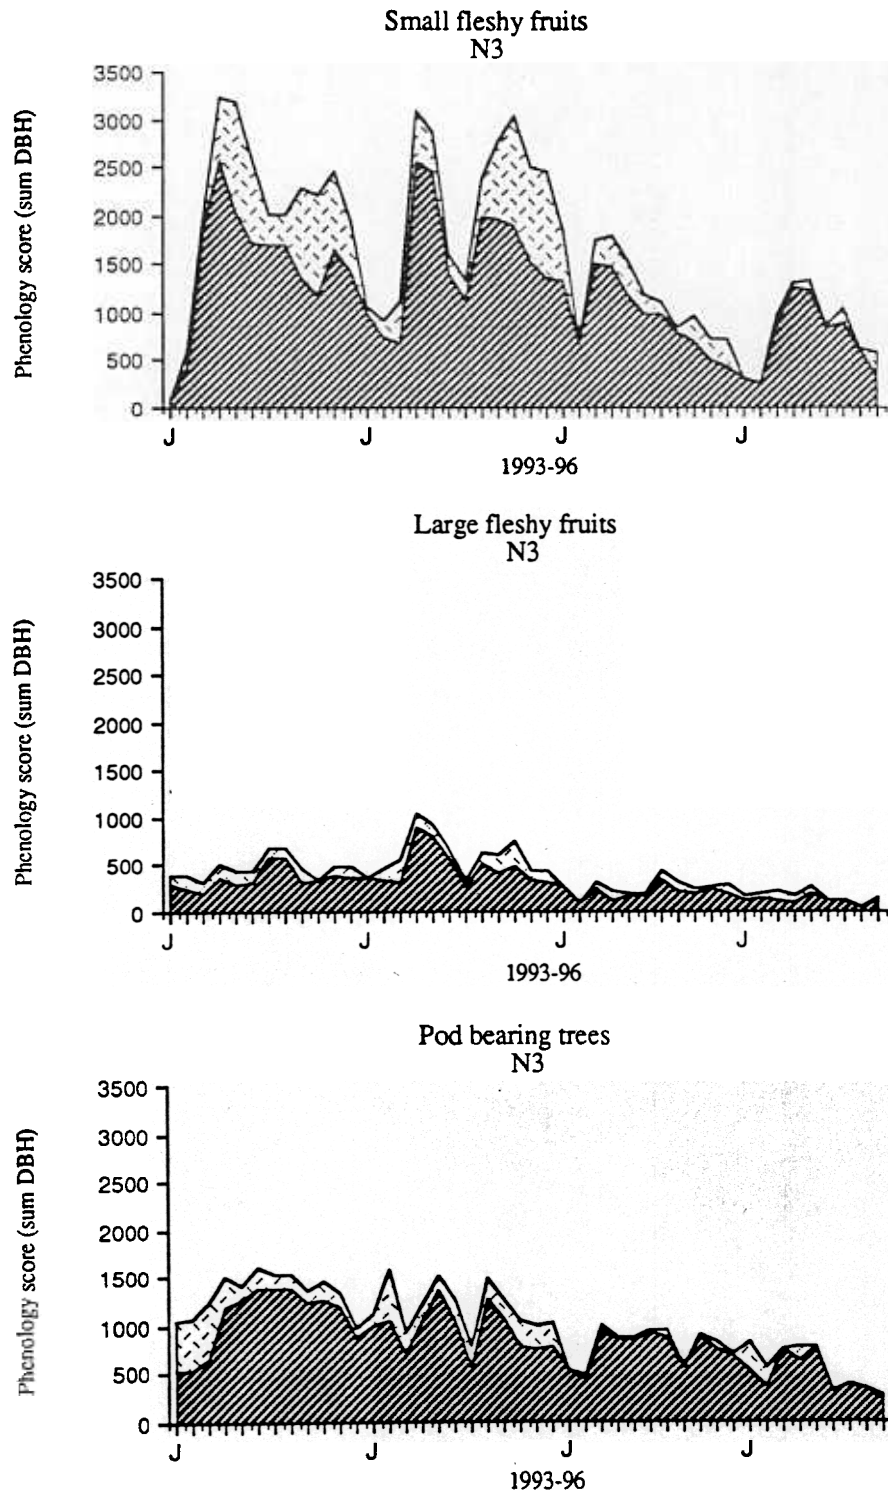 Small fleshy fruits
N3
Phenology score (sum DBH)
3500
3000
2500
2000
1500
1000
500
0
J J J J
1993-96
Large fleshy fruits
N3
Phenology score (sum DBH)
3500
3000
2500
2000
1500
1000
500
0
J J J J
1993-96
Pod bearing trees
N3
Phenology score (sum DBH)
3500
3000
2500
2000
1500
1000
500
0
J J J J
1993-96